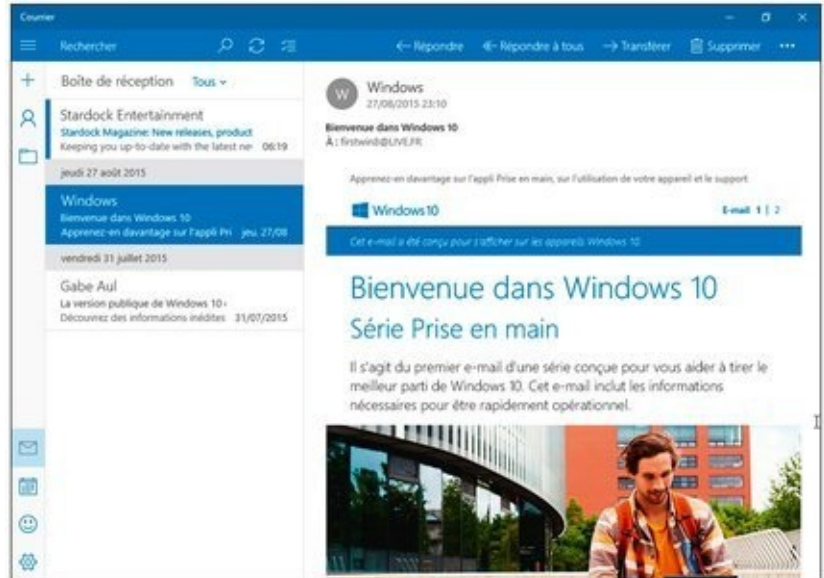 Courrier
Rechercher
Répondre
Répondre à tous
Transférer
Supprimer
Boîte de réception Tous
Stardock Entertainment
Stardock Magazine: New releases, product
Keeping you up-to-date with the latest ne 06:19
jeudi 27 août 2015
Windows
Bienvenue dans Windows 10
Apprenez-en davantage sur l'appli Pri jeu. 27/08
vendredi 31 juillet 2015
Gabe Aul
La version publique de Windows 10
Découvrez des informations inédites 31/07/2015
W
Windows
27/08/2015 23:10
Bienvenue dans Windows 10
À : firstwin8@LIVE.FR
Apprenez-en davantage sur l'appli Prise en main, sur l'utilisation de votre appareil et le support
Windows 10
E-mail 1 | 2
Cet e-mail a été conçu pour s'afficher sur les appareils Windows 10
Bienvenue dans Windows 10
Série Prise en main
Il s'agit du premier e-mail d'une série conçue pour vous aider à tirer le
meilleur parti de Windows 10. Cet e-mail inclut les informations
nécessaires pour être rapidement opérationnel.